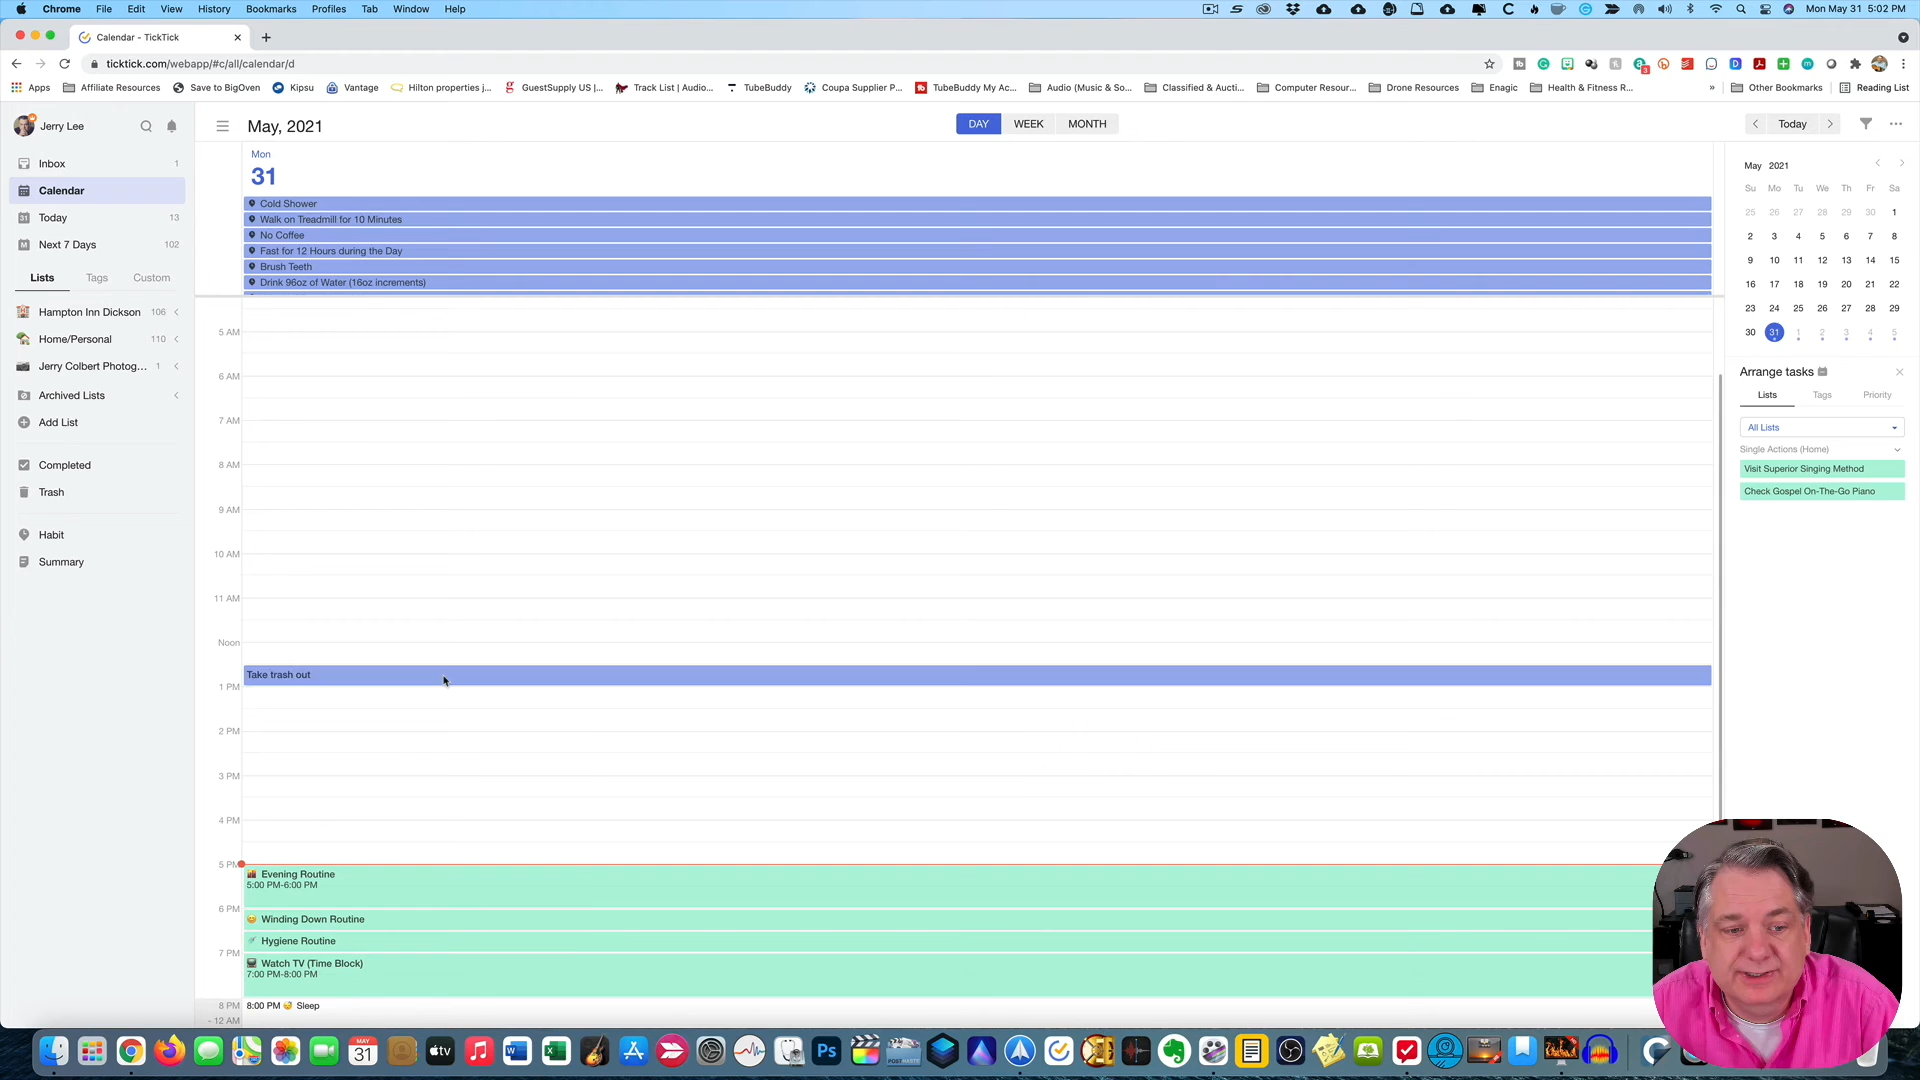 Chrome File Edit View History Bookmarks Profiles Tab Window Help Mon May 31 5:02 PM
Calendar - TickTick
ticktick.com/webapp/#c/all/calendar/d
3
Apps Affiliate Resources Save to BigOven Kipsu Vantage Hilton properties j... GuestSupply US |... Track List | Audio... TubeBuddy Coupa Supplier P... TubeBuddy My Ac... Audio (Music & So... Classified & Aucti... Computer Resour... Drone Resources Enagic Health & Fitness R... » Other Bookmarks Reading List
Jerry Lee
Inbox 1
Calendar
Today 13
Next 7 Days 102
Lists Tags Custom
Hampton Inn Dickson 106
Home/Personal 110
Jerry Colbert Photog... 1
Archived Lists
Add List
Completed
Trash
Habit
Summary
May, 2021
DAY WEEK MONTH
Today
Mon
31
Cold Shower
Walk on Treadmill for 10 Minutes
No Coffee
Fast for 12 Hours during the Day
Brush Teeth
Drink 96oz of Water (16oz increments)
5 AM
6 AM
7 AM
8 AM
9 AM
10 AM
11 AM
Noon
Take trash out
1 PM
2 PM
3 PM
4 PM
5 PM
Evening Routine
5:00 PM-6:00 PM
6 PM
Winding Down Routine
Hygiene Routine
7 PM
Watch TV (Time Block)
7:00 PM-8:00 PM
8 PM
8:00 PM Sleep
- 12 AM
May 2021
Su Mo Tu We Th Fr Sa
25 26 27 28 29 30 1
2 3 4 5 6 7 8
9 10 11 12 13 14 15
16 17 18 19 20 21 22
23 24 25 26 27 28 29
30 31 1 2 3 4 5
Arrange tasks
Lists Tags Priority
All Lists
Single Actions (Home)
Visit Superior Singing Method
Check Gospel On-The-Go Piano
MAY
31
tv
Ps